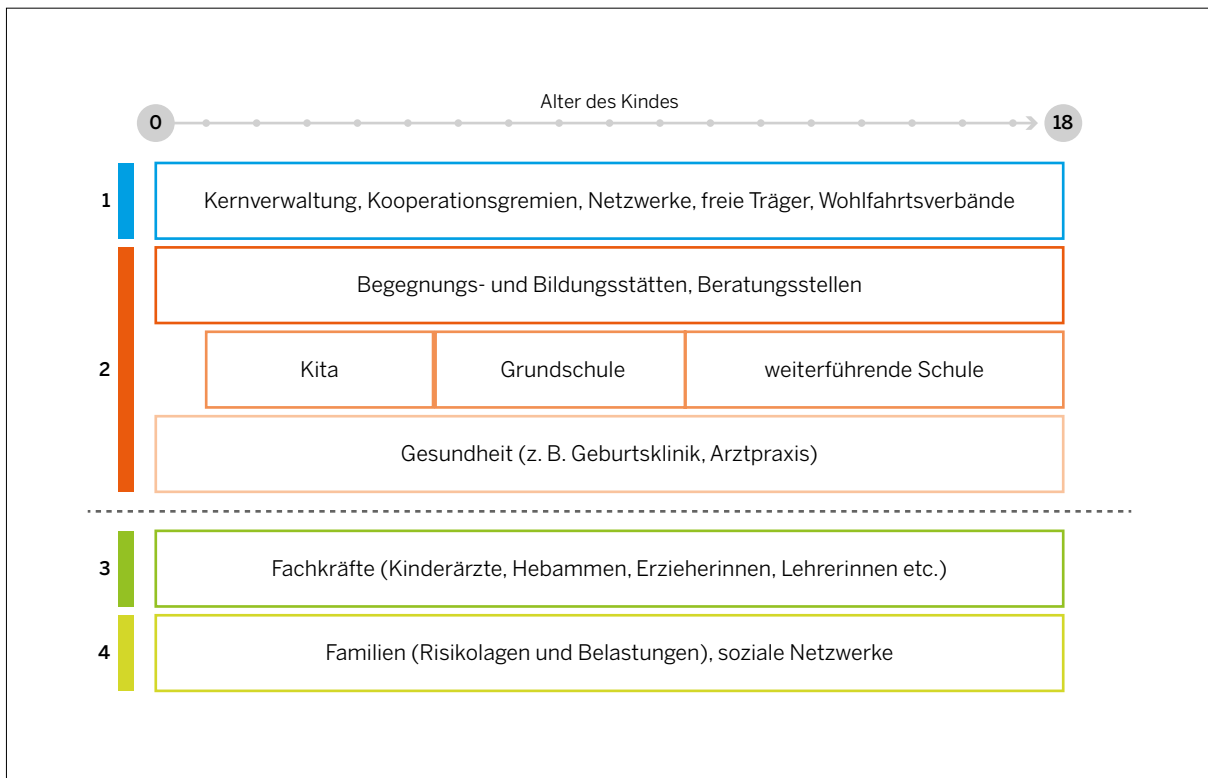 Alter des Kindes
0
18
1
Kernverwaltung, Kooperationsgremien, Netzwerke, freie Träger, Wohlfahrtsverbände
Begegnungs- und Bildungsstätten, Beratungsstellen
2
Kita
Grundschule
weiterführende Schule
Gesundheit (z. B. Geburtsklinik, Arztpraxis)
3
Fachkräfte (Kinderärzte, Hebammen, Erzieherinnen, Lehrerinnen etc.)
4
Familien (Risikolagen und Belastungen), soziale Netzwerke